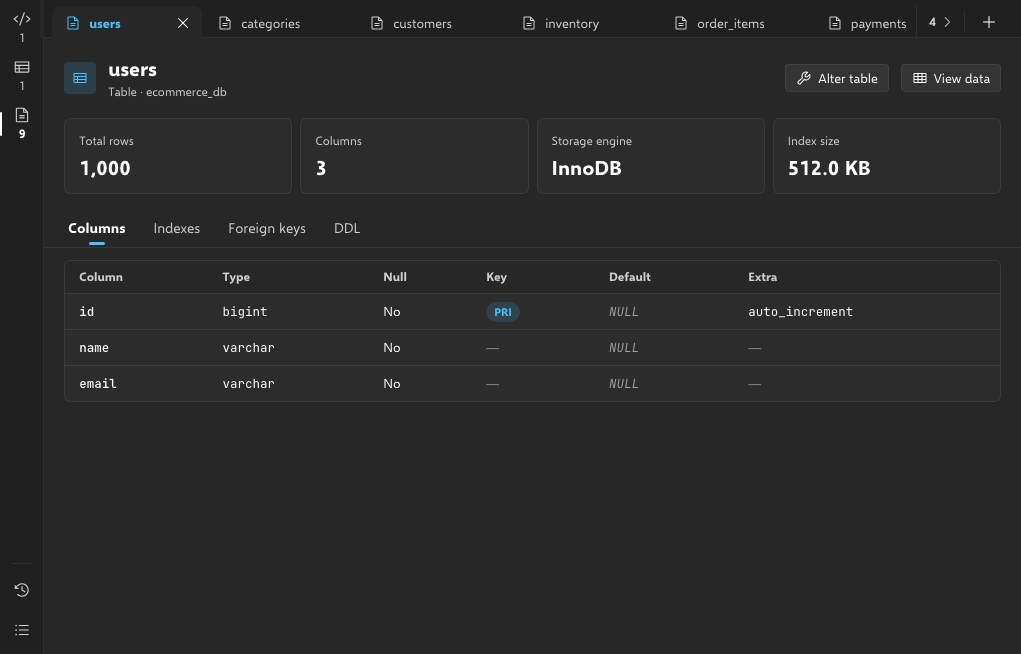 users
categories
customers
inventory
order_items
payments
4
1
1
9
users
Table · ecommerce_db
Alter table
View data
Total rows
1,000
Columns
3
Storage engine
InnoDB
Index size
512.0 KB
Columns Indexes Foreign keys DDL
Column Type Null Key Default Extra
id bigint No PRI NULL auto_increment
name varchar No — NULL —
email varchar No — NULL —